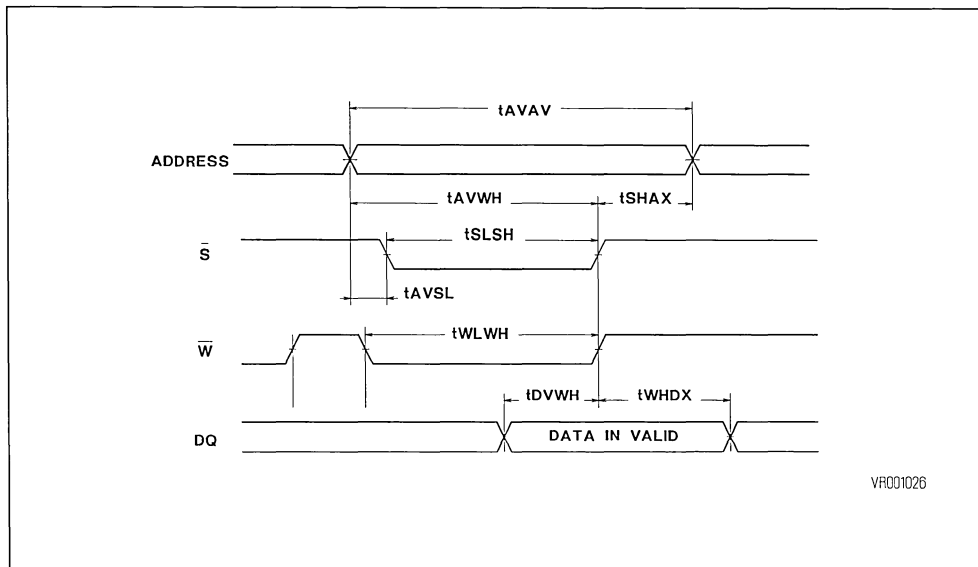 tAVAV
ADDRESS
tAVWH
tSHAX
tSLSH
S̅
tAVSL
tWLWH
W̅
tDVWH
tWHDX
DQ
DATA IN VALID
VR001026